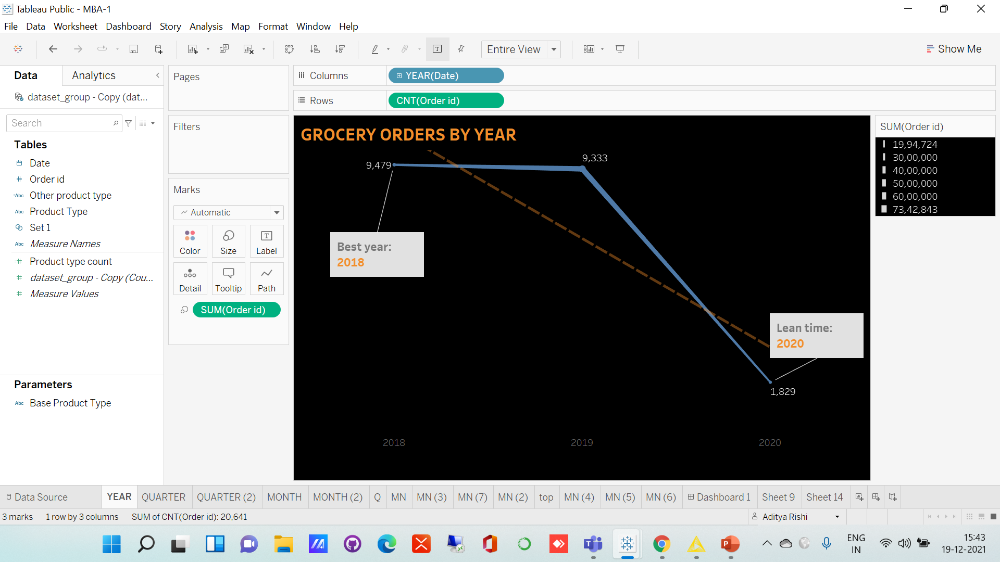 Tableau Public - MBA-1
File Data Worksheet Dashboard Story Analysis Map Format Window Help
Entire View
Show Me
Data Analytics
dataset_group - Copy (dat...
Search
Tables
Date
Order id
Abc Other product type
Abc Product Type
Set 1
Abc Measure Names
Product type count
dataset_group - Copy (Cou...
Measure Values
Parameters
Abc Base Product Type
Pages
Filters
Marks
Automatic
Color Size Label
Detail Tooltip Path
SUM(Order id)
Columns YEAR(Date)
Rows CNT(Order id)
GROCERY ORDERS BY YEAR
9,479
9,333
Best year:
2018
Lean time:
2020
1,829
2018 2019 2020
SUM(Order id)
19,94,724
30,00,000
40,00,000
50,00,000
60,00,000
73,42,843
Data Source YEAR QUARTER QUARTER (2) MONTH MONTH (2) Q MN MN (3) MN (7) MN (2) top MN (4) MN (5) MN (6) Dashboard 1 Sheet 9 Sheet 14
3 marks 1 row by 3 columns SUM of CNT(Order id): 20,641
Aditya Rishi
ENG
IN
15:43
19-12-2021